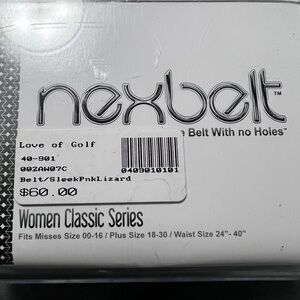 nexbelt™
e Belt With no Holes™
Love of Golf
40-901
002AW07C
0409010101
Belt/SleekPnkLizard
$60.00
Women Classic Series
Fits Misses Size 00-16 / Plus Size 18-30 / Waist Size 24"- 40"